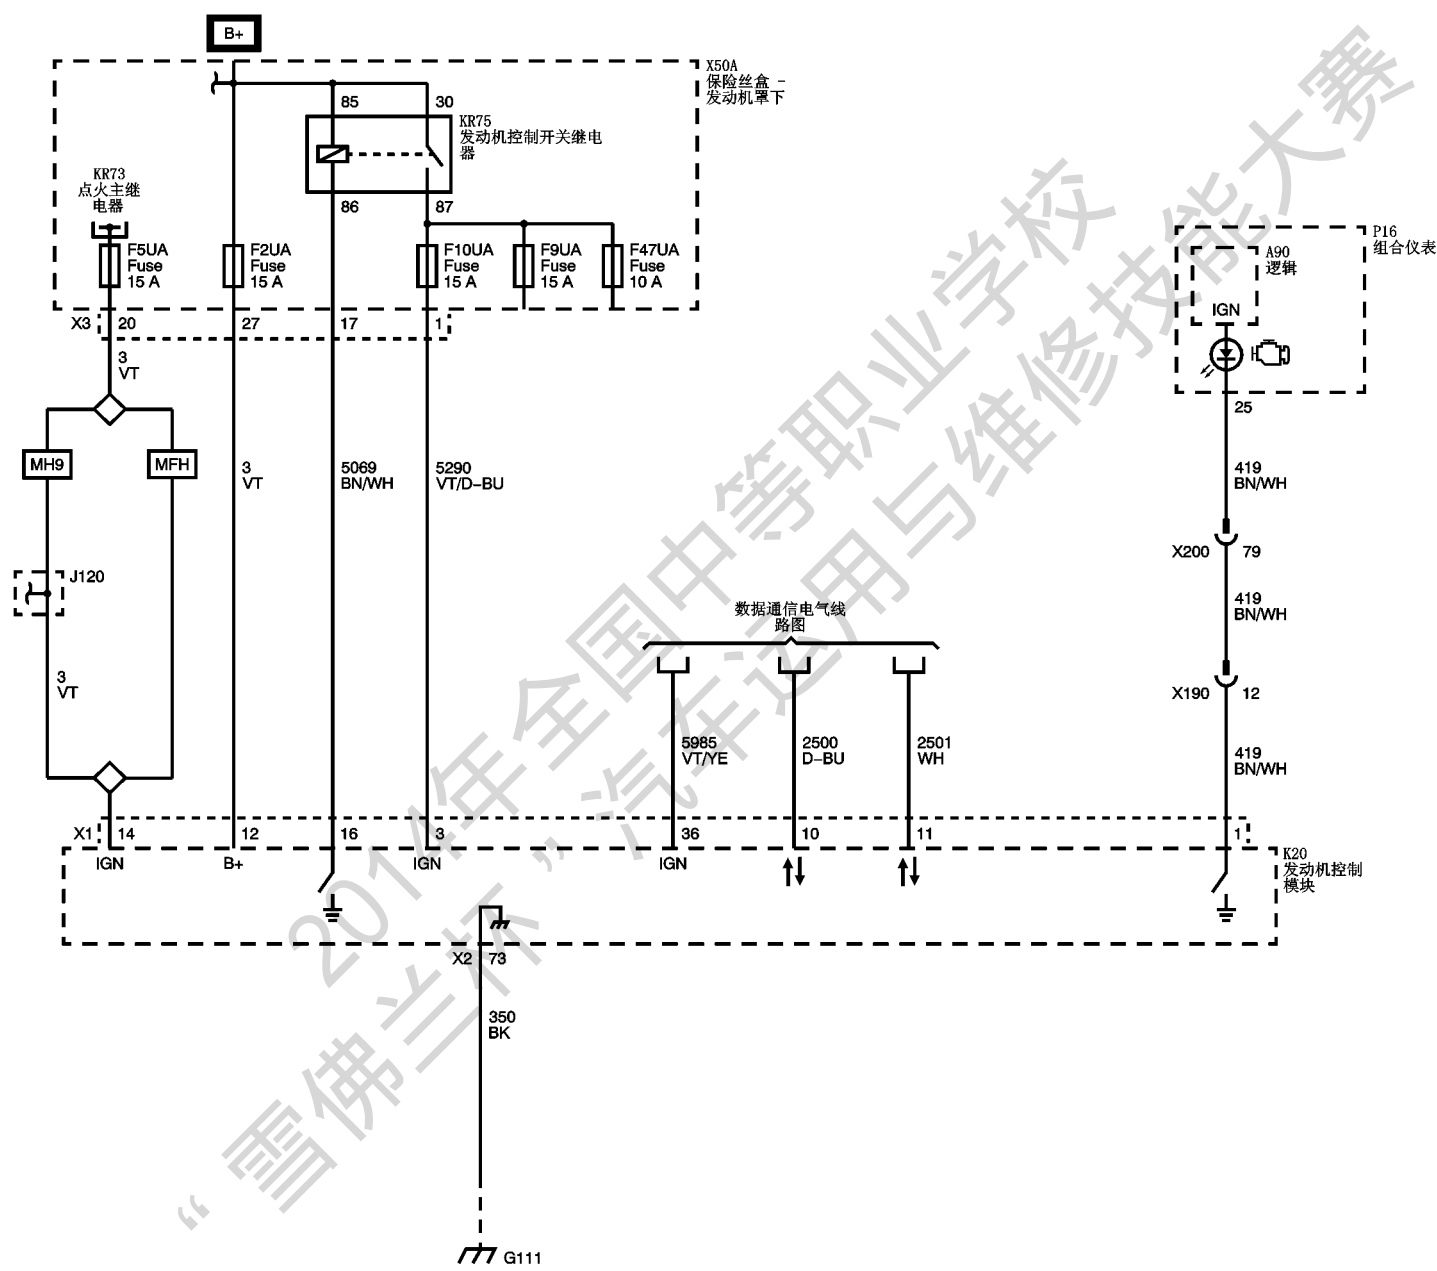 B+
X50A
保险丝盒 -
发动机罩下
85
30
KR75
发动机控制开关继电
器
KR73
点火主继
电器
86
87
F5UA
Fuse
15 A
F2UA
Fuse
15 A
F10UA
Fuse
15 A
F9UA
Fuse
15 A
F47UA
Fuse
10 A
P16
组合仪表
A90
逻辑
IGN
X3
20
27
17
1
3
VT
25
MH9
MFH
3
VT
5069
BN/WH
5290
VT/D-BU
419
BN/WH
X200
79
J120
419
BN/WH
数据通信电气线
路图
3
VT
X190
12
5985
VT/YE
2500
D-BU
2501
WH
419
BN/WH
X1
14
12
16
3
36
10
11
1
IGN
B+
IGN
IGN
K20
发动机控制
模块
X2
73
350
BK
G111
2014年全国中等职业学校
“雪佛兰杯”汽车运用与维修技能大赛